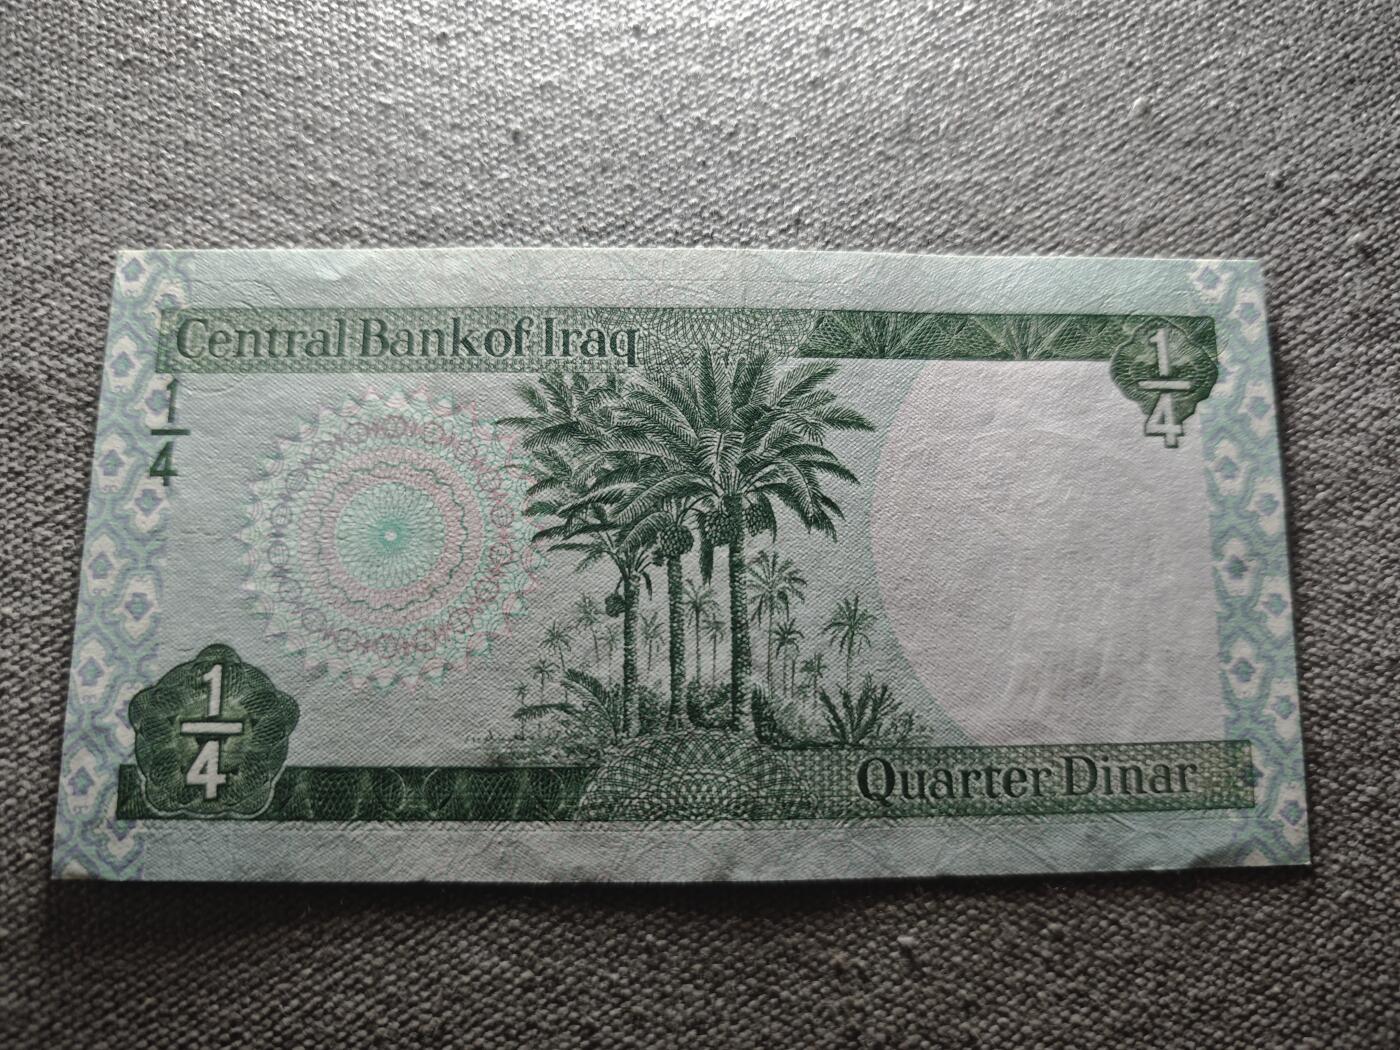 Central Bank of Iraq
1/4
1/4
1/4
Quarter Dinar